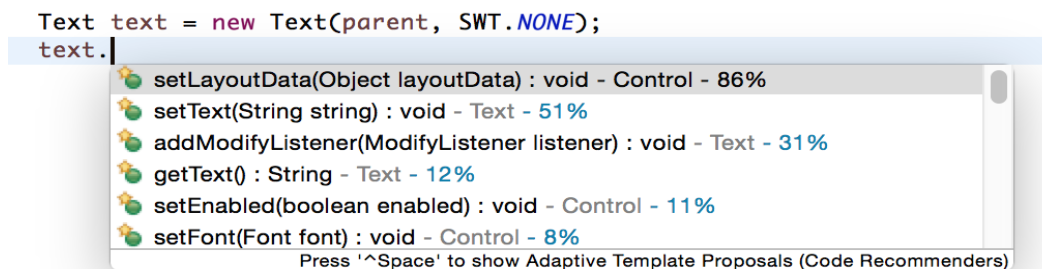 Text text = new Text(parent, SWT.NONE);
text.
setLayoutData(Object layoutData) : void - Control - 86%
setText(String string) : void - Text - 51%
addModifyListener(ModifyListener listener) : void - Text - 31%
getText() : String - Text - 12%
setEnabled(boolean enabled) : void - Control - 11%
setFont(Font font) : void - Control - 8%
Press '^Space' to show Adaptive Template Proposals (Code Recommenders)